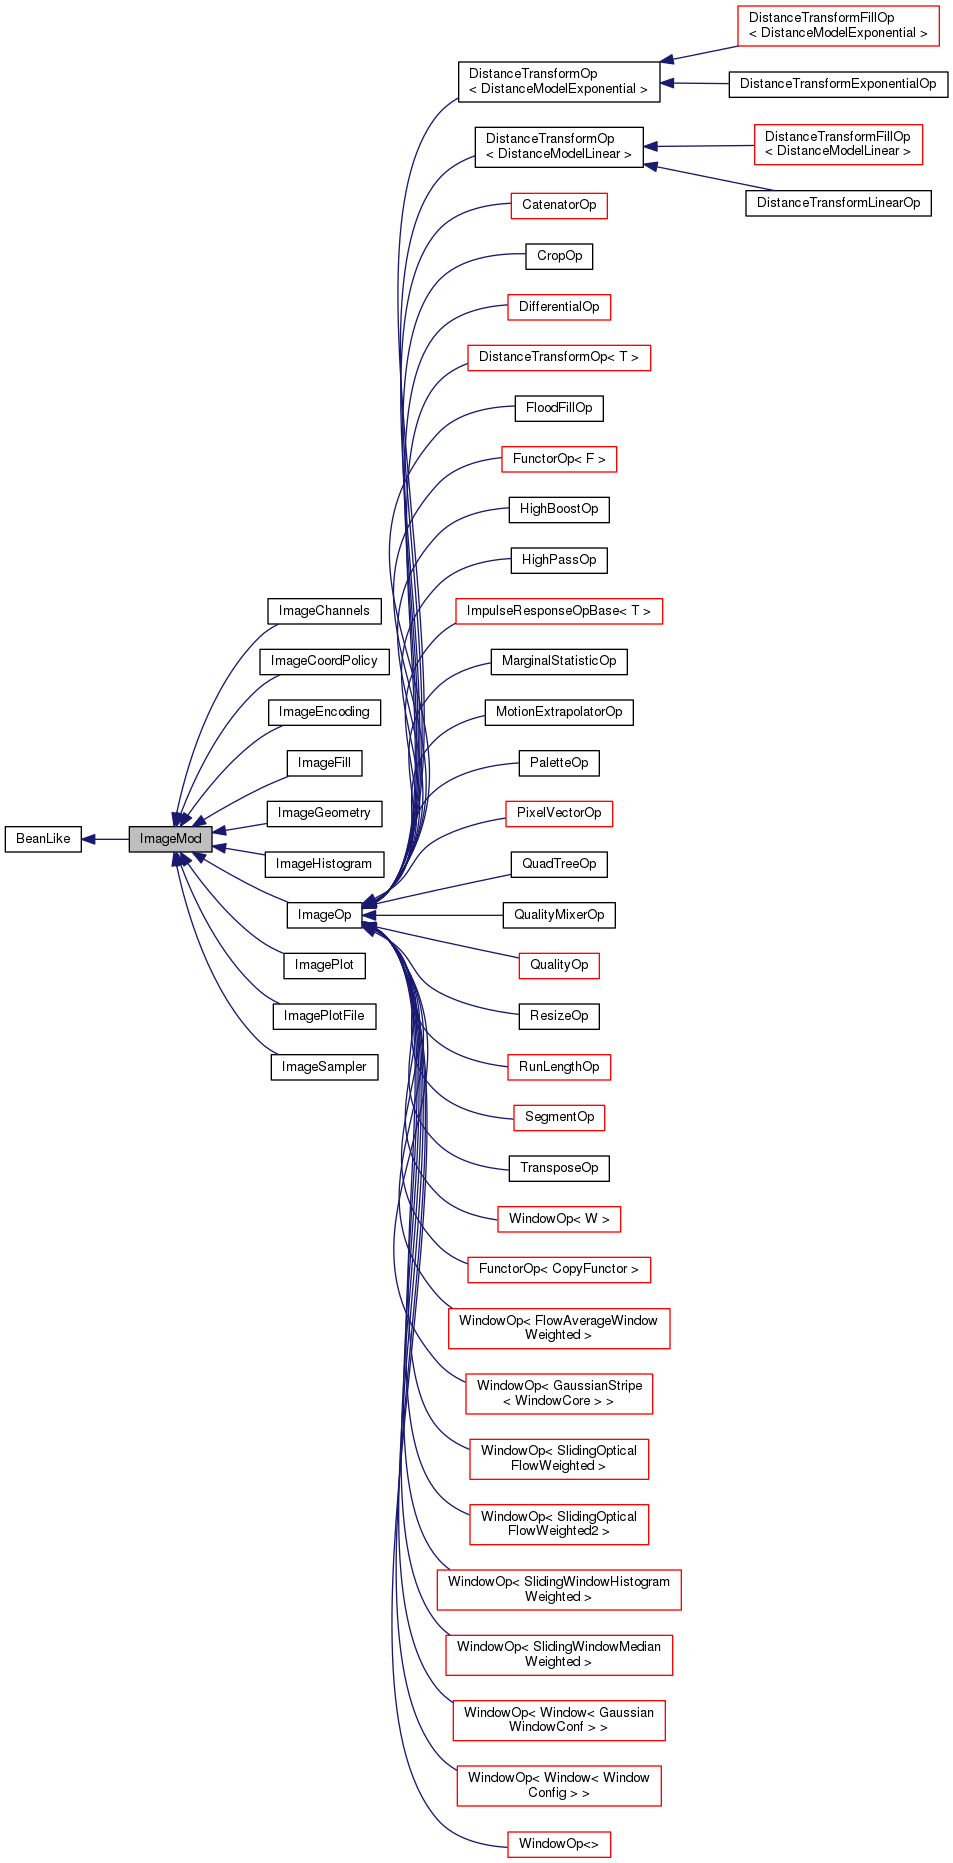 DistanceTransformFillOp
< DistanceModelExponential >
DistanceTransformOp
< DistanceModelExponential >
DistanceTransformExponentialOp
DistanceTransformOp
< DistanceModelLinear >
DistanceTransformFillOp
< DistanceModelLinear >
DistanceTransformLinearOp
CatenatorOp
CropOp
DifferentialOp
DistanceTransformOp< T >
FloodFillOp
FunctorOp< F >
HighBoostOp
HighPassOp
ImpulseResponseOpBase< T >
MarginalStatisticOp
MotionExtrapolatorOp
PaletteOp
PixelVectorOp
QuadTreeOp
QualityMixerOp
QualityOp
ResizeOp
RunLengthOp
SegmentOp
TransposeOp
WindowOp< W >
FunctorOp< CopyFunctor >
WindowOp< FlowAverageWindow
Weighted >
WindowOp< GaussianStripe
< WindowCore > >
WindowOp< SlidingOptical
FlowWeighted >
WindowOp< SlidingOptical
FlowWeighted2 >
WindowOp< SlidingWindowHistogram
Weighted >
WindowOp< SlidingWindowMedian
Weighted >
WindowOp< Window< Gaussian
WindowConf > >
WindowOp< Window< Window
Config > >
WindowOp<>
ImageChannels
ImageCoordPolicy
ImageEncoding
ImageFill
ImageGeometry
ImageHistogram
ImageOp
ImagePlot
ImagePlotFile
ImageSampler
BeanLike
ImageMod